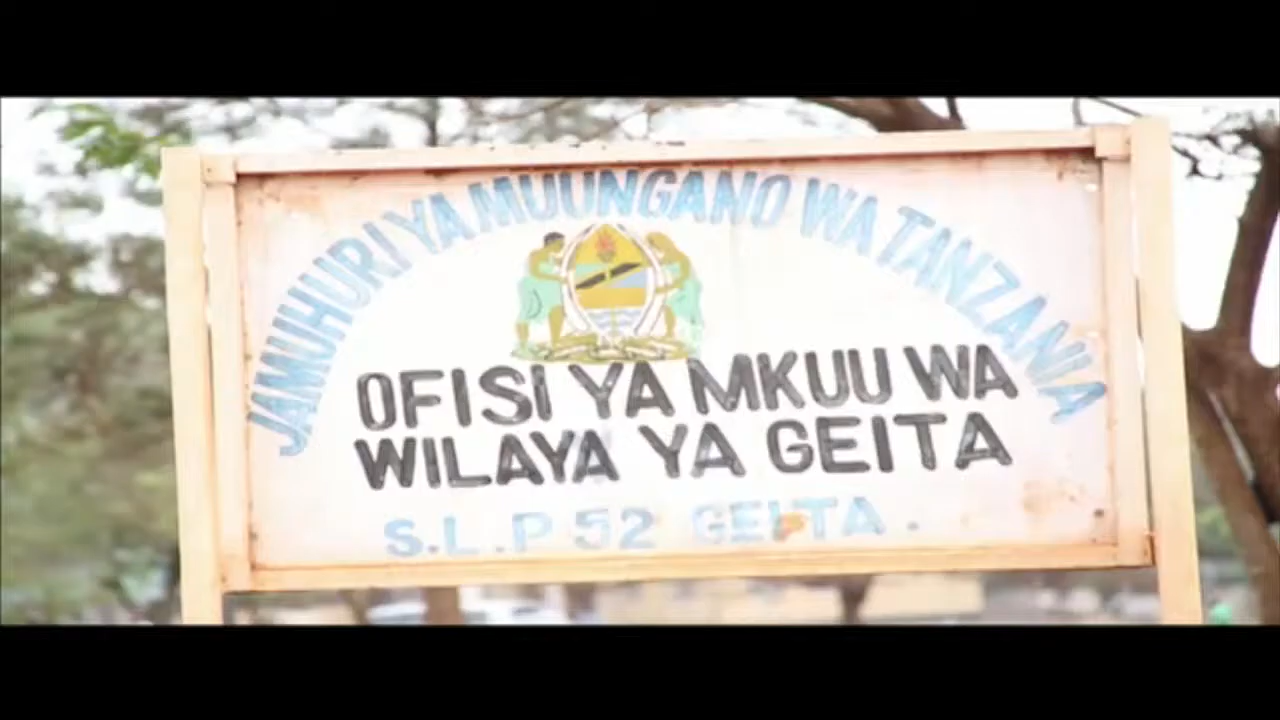 JAMHURI YA MUUNGANO WA TANZANIA
OFISI YA MKUU WA
WILAYA YA GEITA
S.L.P 52 GEITA.